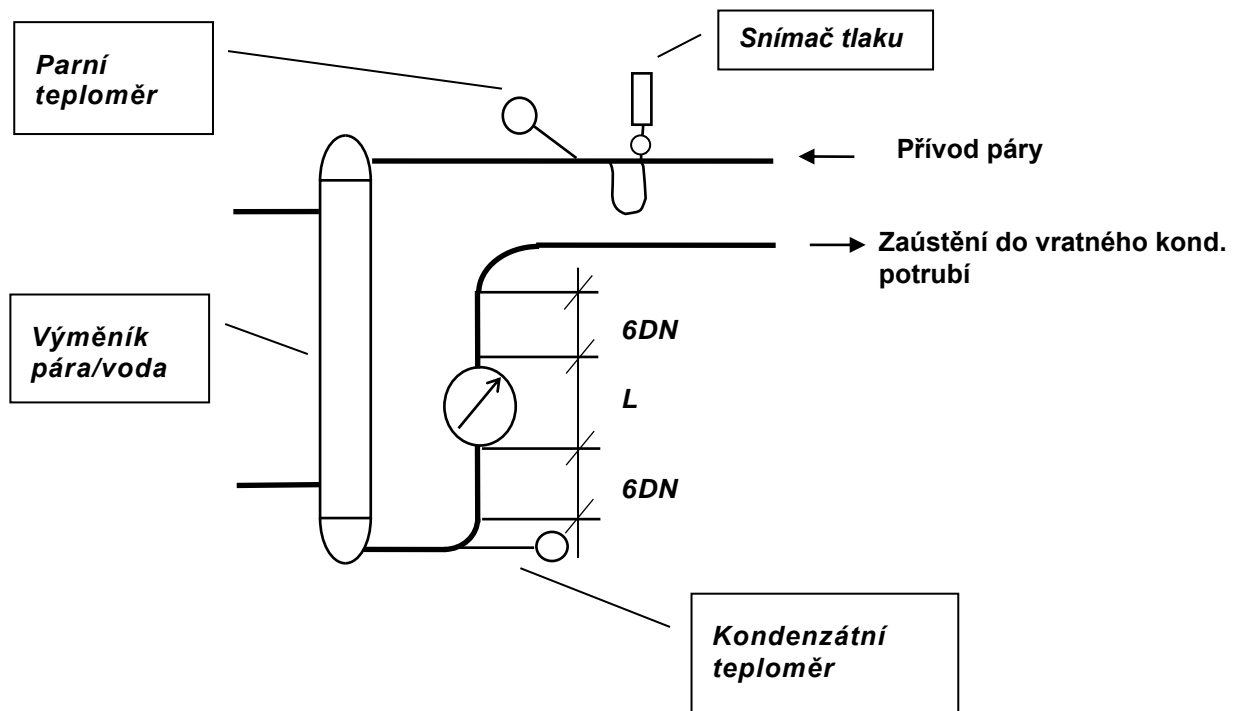 Snímač tlaku
Parní
teploměr
Přívod páry
Zaústění do vratného kond.
potrubí
Výměník
pára/voda
6DN
L
6DN
Kondenzátní
teploměr